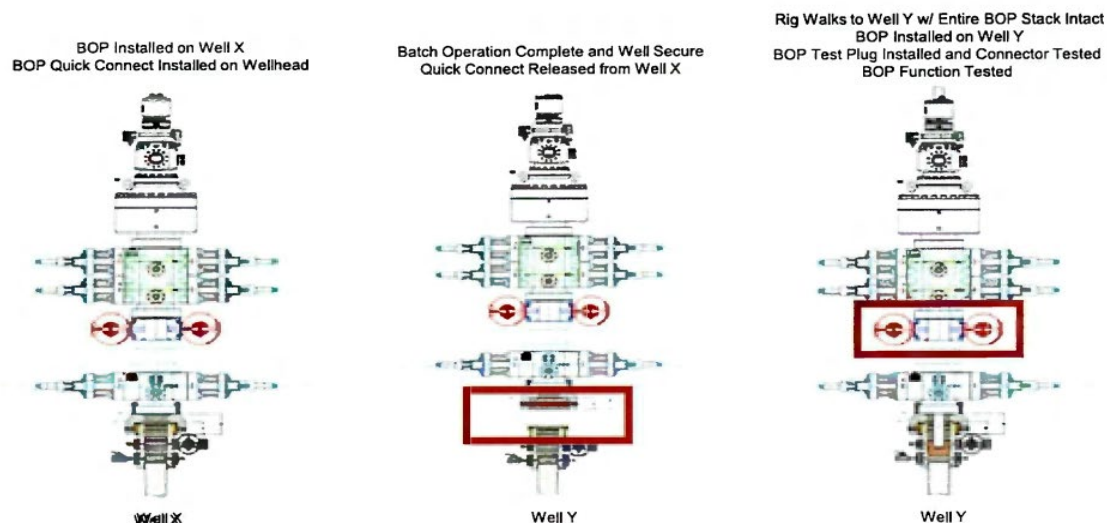 BOP Installed on Well X
BOP Quick Connect Installed on Wellhead
Batch Operation Complete and Well Secure
Quick Connect Released from Well X
Rig Walks to Well Y w/ Entire BOP Stack Intact
BOP Installed on Well Y
BOP Test Plug Installed and Connector Tested
BOP Function Tested
Well X
Well Y
Well Y